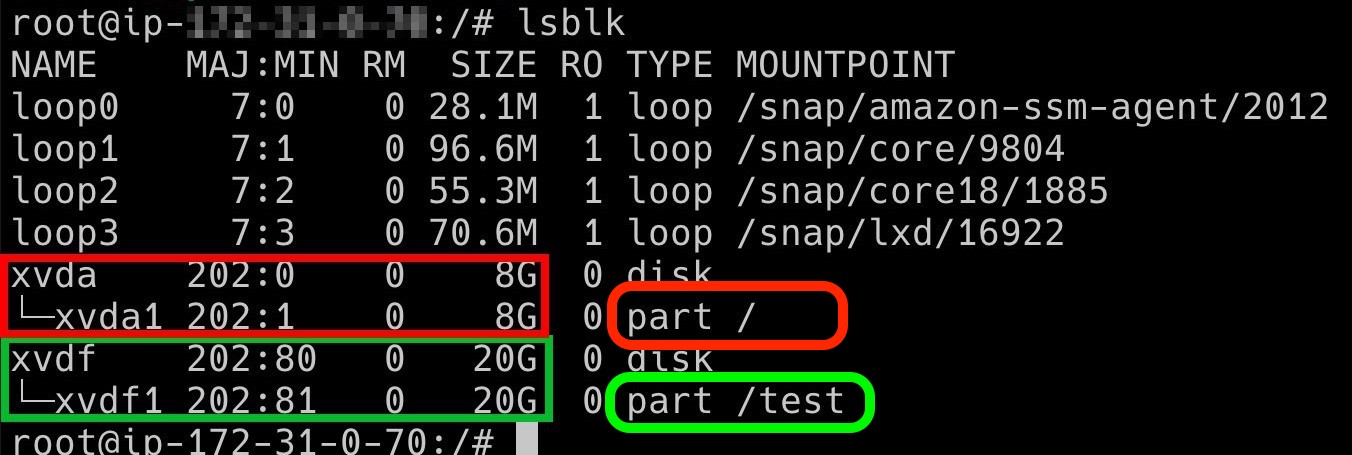 root@ip-172-31-0-70:/# lsblk
NAME MAJ:MIN RM SIZE RO TYPE MOUNTPOINT
loop0 7:0 0 28.1M 1 loop /snap/amazon-ssm-agent/2012
loop1 7:1 0 96.6M 1 loop /snap/core/9804
loop2 7:2 0 55.3M 1 loop /snap/core18/1885
loop3 7:3 0 70.6M 1 loop /snap/lxd/16922
xvda 202:0 0 8G 0 disk
└─xvda1 202:1 0 8G 0 part /
xvdf 202:80 0 20G 0 disk
└─xvdf1 202:81 0 20G 0 part /test
root@ip-172-31-0-70:/#